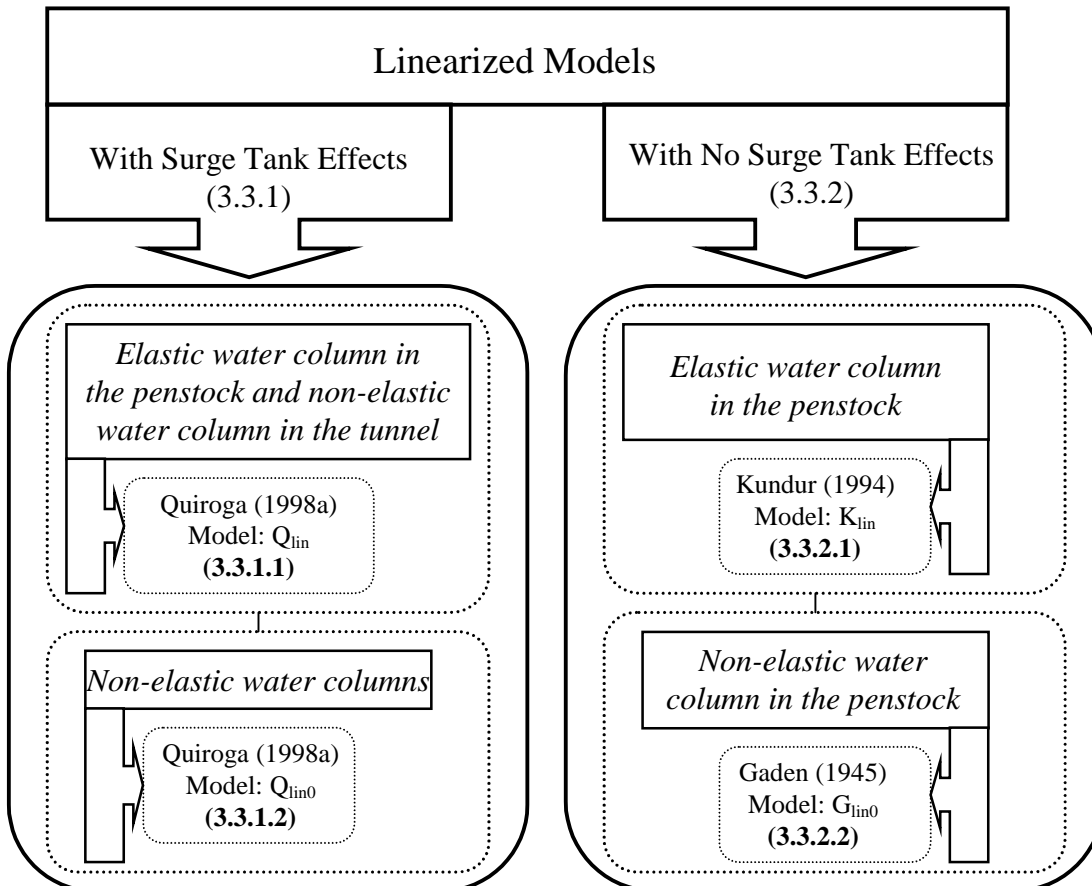 Linearized Models
With Surge Tank Effects
(3.3.1)
With No Surge Tank Effects
(3.3.2)
Elastic water column in
the penstock and non-elastic
water column in the tunnel
Quiroga (1998a)
Model: Qlin
(3.3.1.1)
Non-elastic water columns
Quiroga (1998a)
Model: Qlin0
(3.3.1.2)
Elastic water column
in the penstock
Kundur (1994)
Model: Klin
(3.3.2.1)
Non-elastic water
column in the penstock
Gaden (1945)
Model: Glin0
(3.3.2.2)